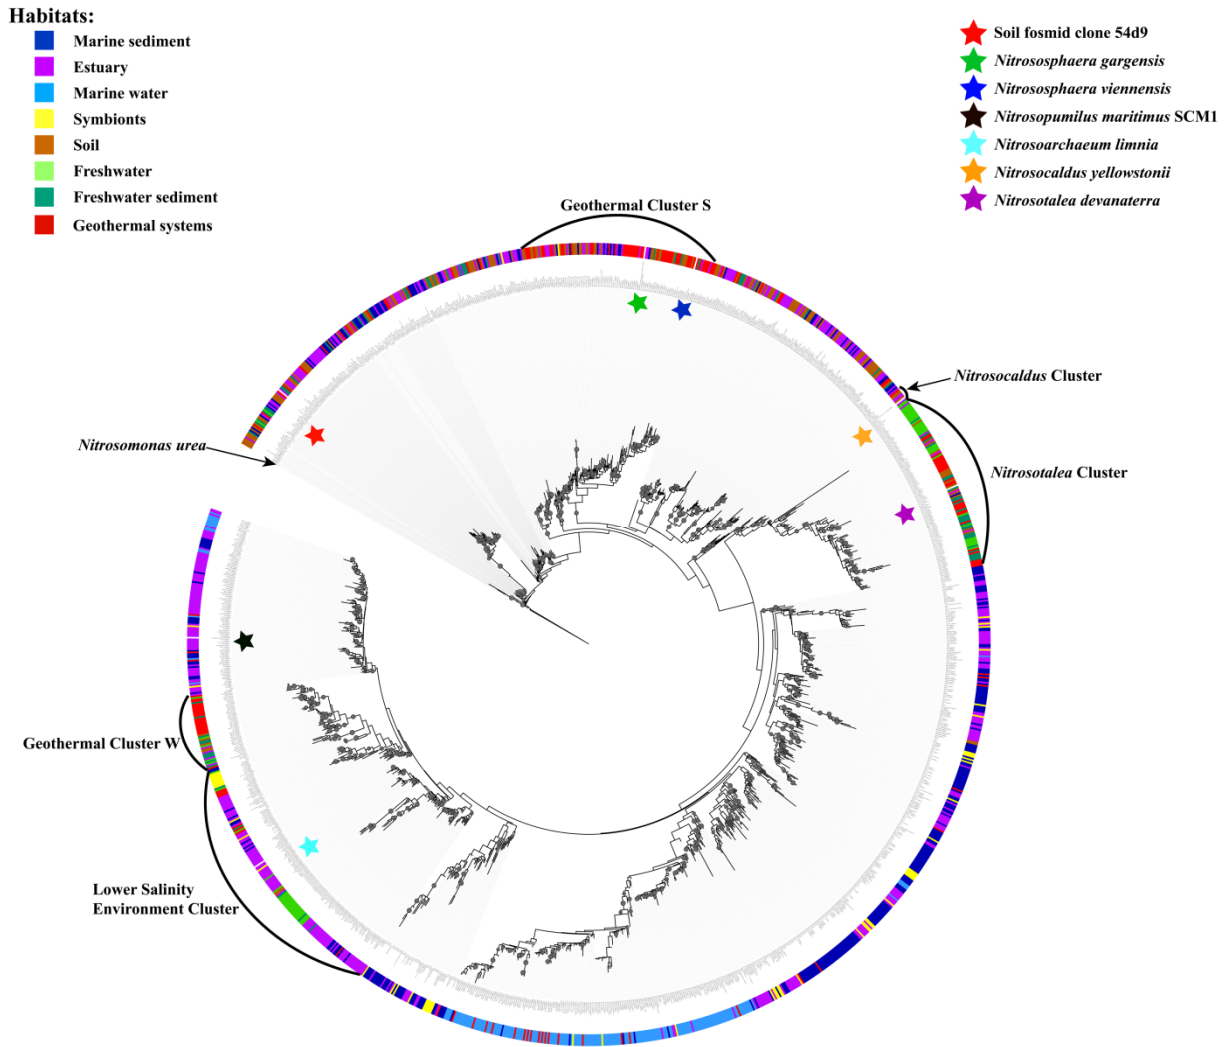 Habitats:
Marine sediment
Estuary
Marine water
Symbionts
Soil
Freshwater
Freshwater sediment
Geothermal systems
Soil fosmid clone 54d9
Nitrososphaera gargensis
Nitrososphaera viennensis
Nitrosopumilus maritimus SCM1
Nitrosoarchaeum limnia
Nitrosocaldus yellowstonii
Nitrosotalea devanaterra
Geothermal Cluster S
Nitrosocaldus Cluster
Nitrosomonas urea
Nitrosotalea Cluster
Geothermal Cluster W
Lower Salinity
Environment Cluster